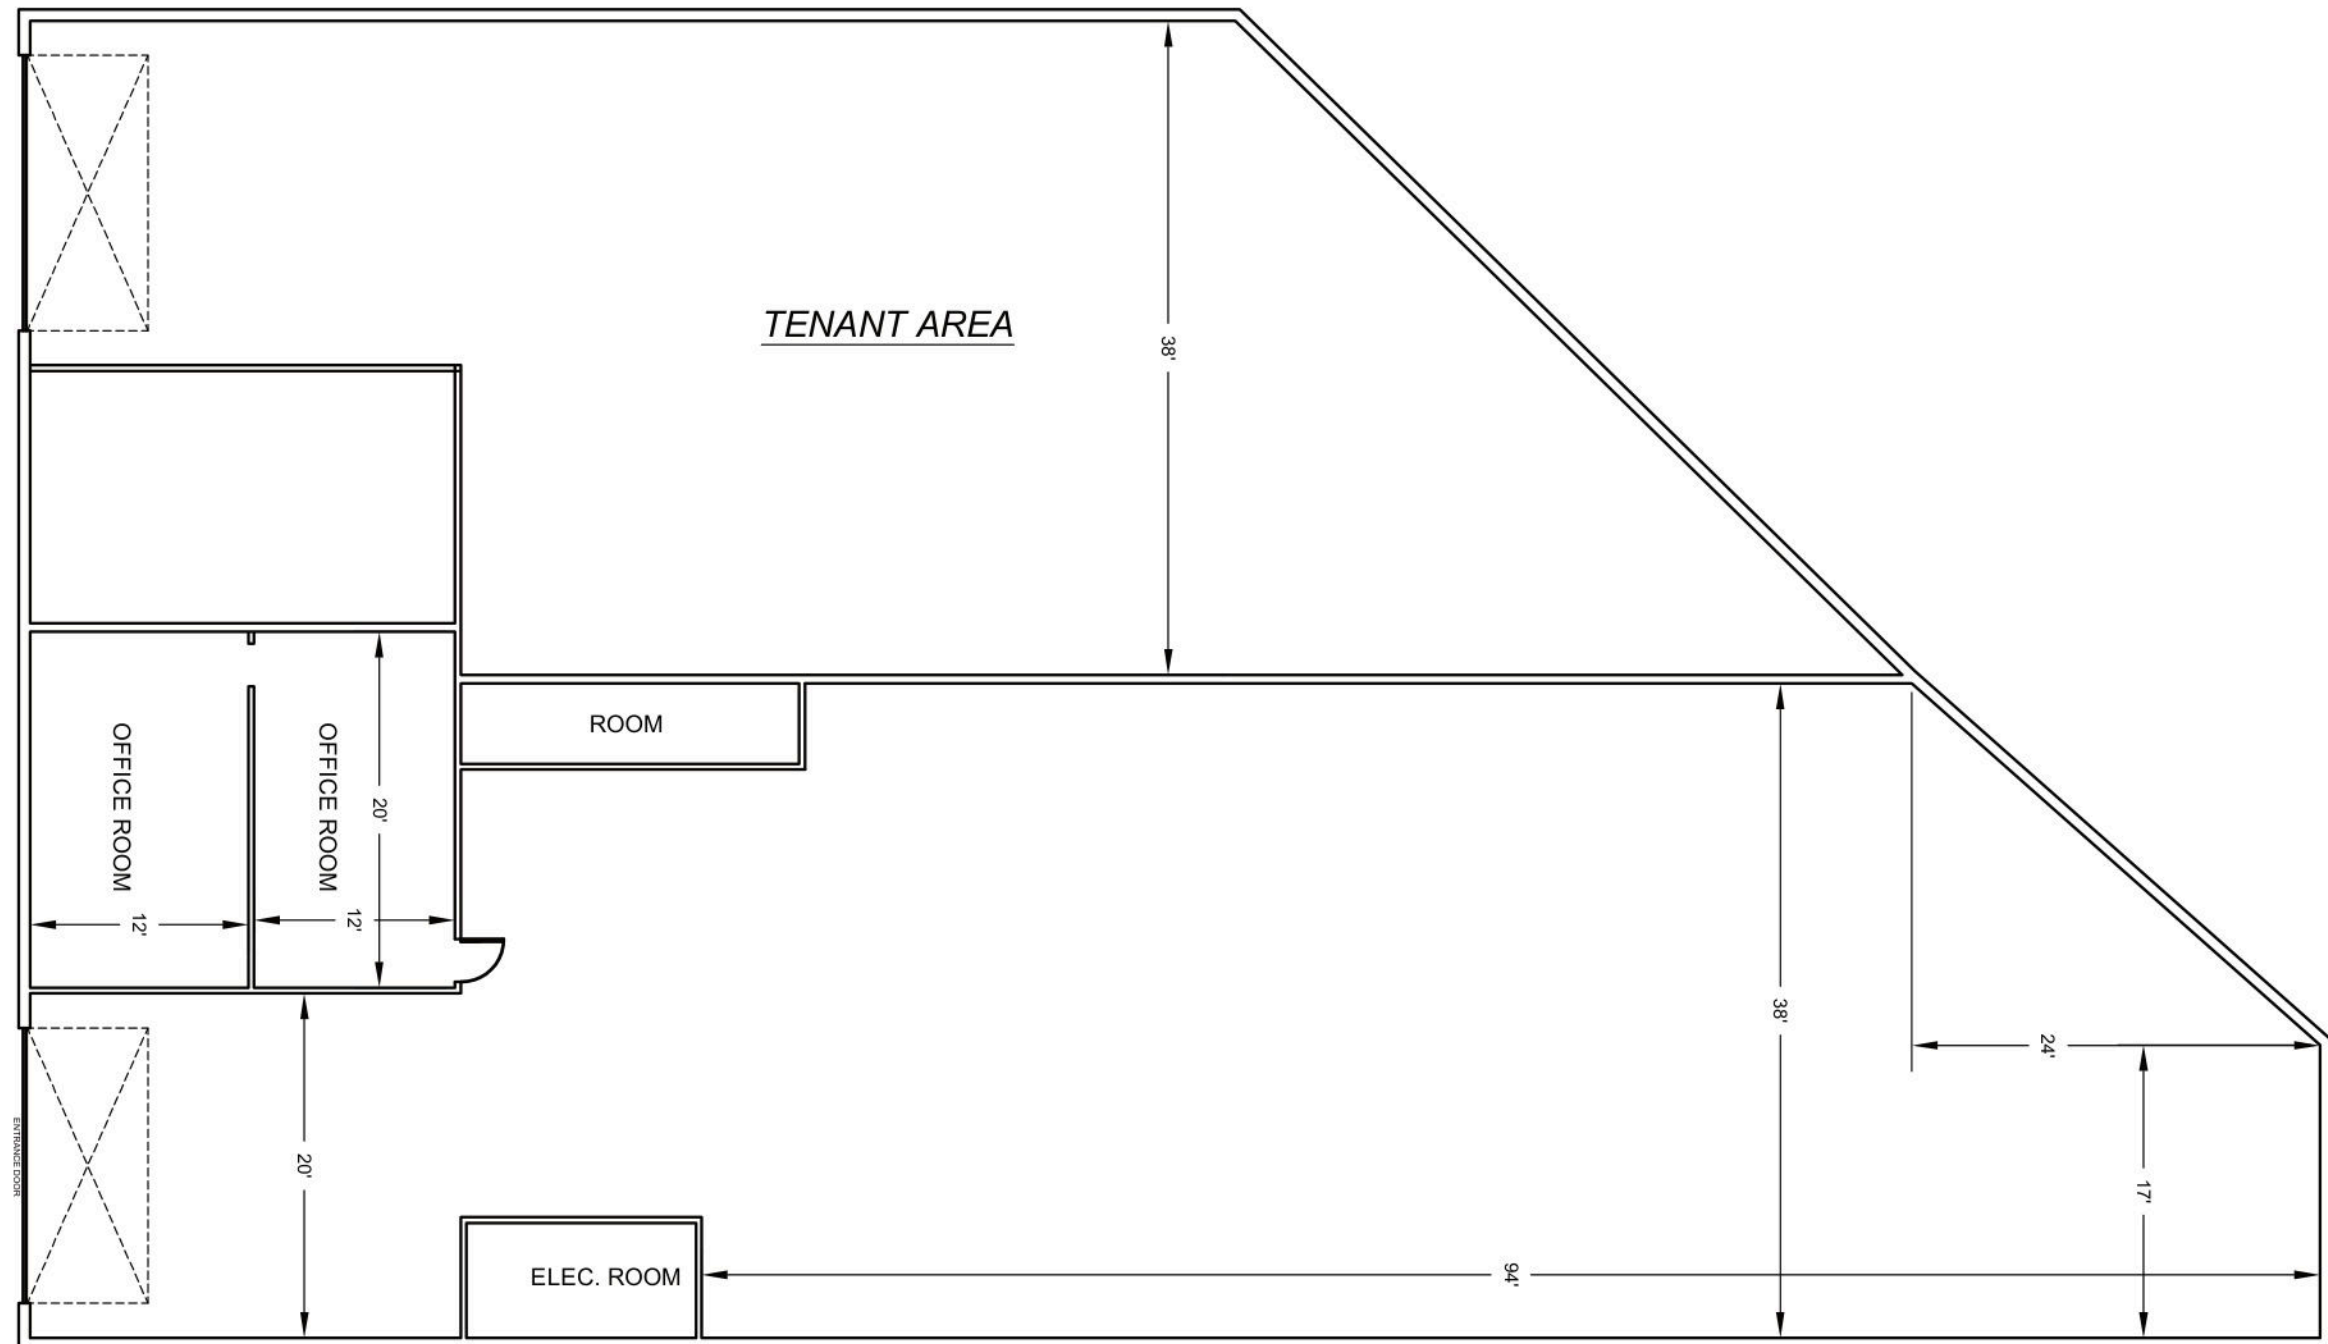 TENANT AREA
38'
ROOM
OFFICE ROOM
OFFICE ROOM
20'
12'
12'
38'
24'
17'
20'
ENTRANCE DOOR
ELEC. ROOM
94'